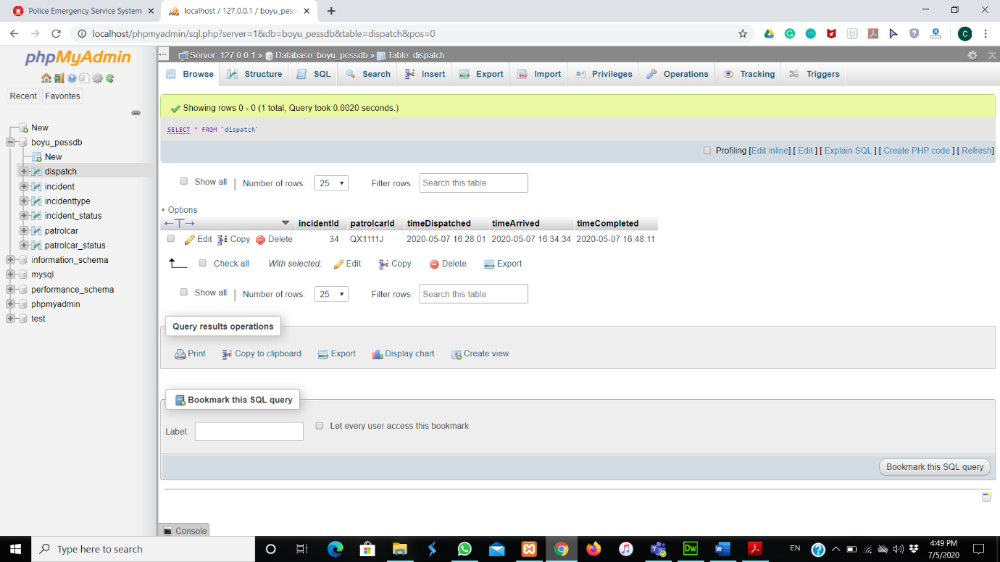 Police Emergency Service System
localhost / 127.0.0.1 / boyu_pess
localhost/phpmyadmin/sql.php?server=1&db=boyu_pessdb&table=dispatch&pos=0
C
phpMyAdmin
Recent Favorites
New
boyu_pessdb
New
dispatch
incident
incidenttype
incident_status
patrolcar
patrolcar_status
information_schema
mysql
performance_schema
phpmyadmin
test
Server: 127.0.0.1 » Database: boyu_pessdb » Table: dispatch
Browse Structure SQL Search Insert Export Import Privileges Operations Tracking Triggers
Showing rows 0 - 0 (1 total, Query took 0.0020 seconds.)
SELECT * FROM `dispatch`
Profiling [Edit inline] [ Edit ] [ Explain SQL ] [ Create PHP code ] [ Refresh]
Show all | Number of rows: 25 Filter rows: Search this table
+ Options
←T→ incidentId patrolcarId timeDispatched timeArrived timeCompleted
Edit Copy Delete 34 QX1111J 2020-05-07 16:28:01 2020-05-07 16:34:34 2020-05-07 16:48:11
Check all With selected: Edit Copy Delete Export
Show all | Number of rows: 25 Filter rows: Search this table
Query results operations
Print Copy to clipboard Export Display chart Create view
Bookmark this SQL query
Label: Let every user access this bookmark
Bookmark this SQL query
Console
Type here to search
Dw
EN
4:49 PM
7/5/2020